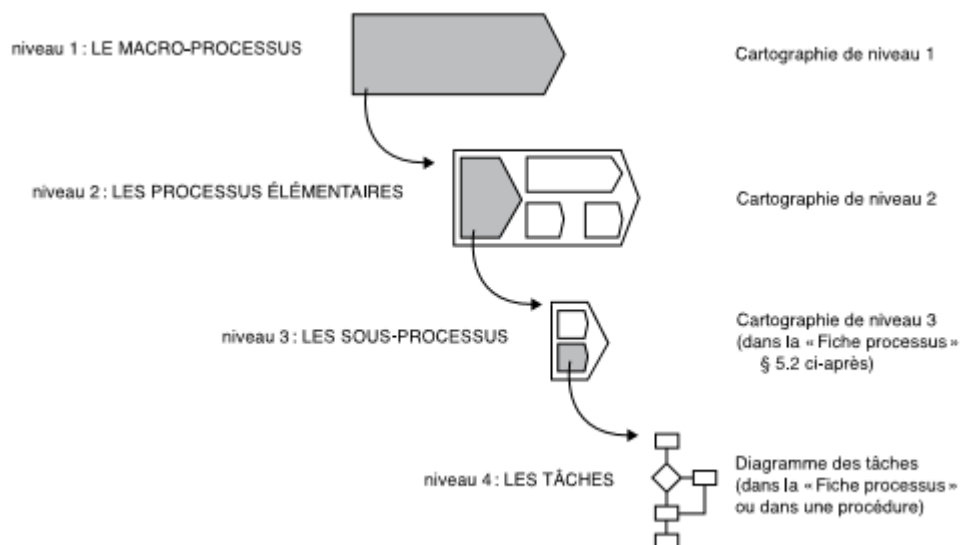 niveau 1 : LE MACRO-PROCESSUS
Cartographie de niveau 1
niveau 2 : LES PROCESSUS ÉLÉMENTAIRES
Cartographie de niveau 2
niveau 3 : LES SOUS-PROCESSUS
Cartographie de niveau 3
(dans la « Fiche processus »
§ 5.2 ci-après)
niveau 4 : LES TÂCHES
Diagramme des tâches
(dans la « Fiche processus »
ou dans une procédure)